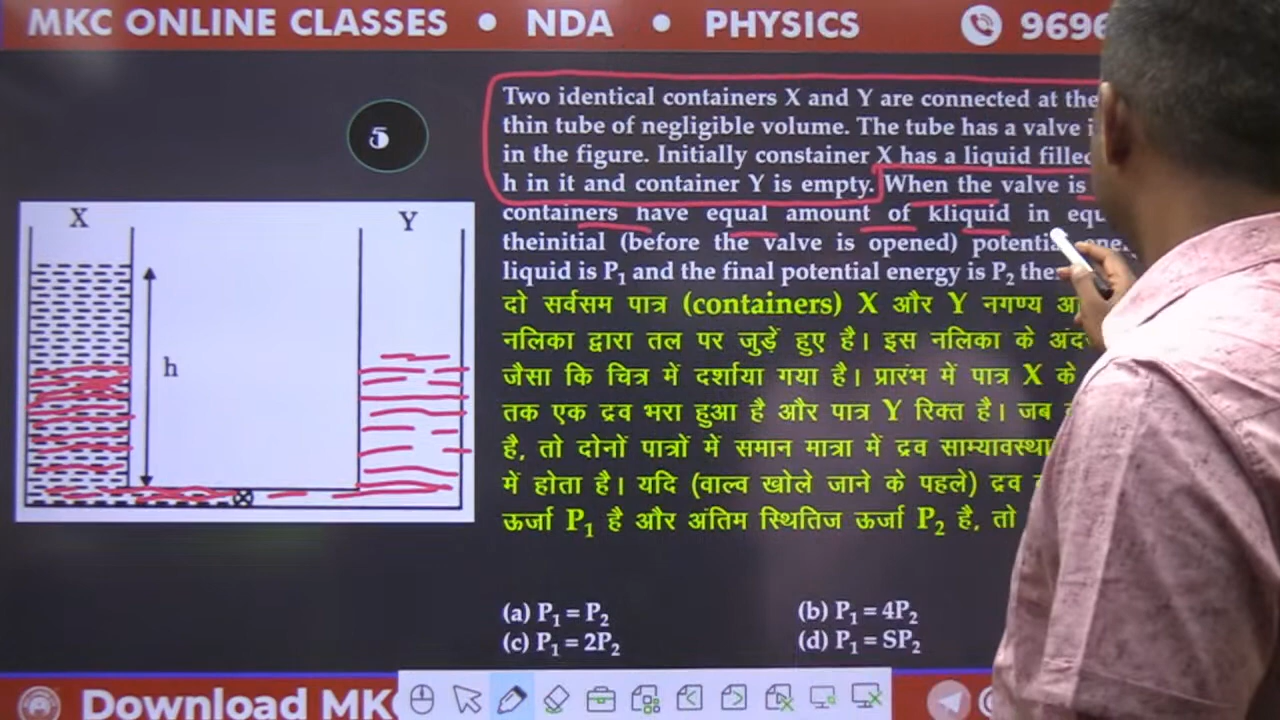 MKC ONLINE CLASSES • NDA • PHYSICS 9696
5
Two identical containers X and Y are connected at the
thin tube of negligible volume. The tube has a valve
in the figure. Initially constainer X has a liquid filled
h in it and container Y is empty. When the valve is
containers have equal amount of kliquid in
theinitial (before the valve is opened)
liquid is P₁ and the final potential energy is P₂
X
Y
h
दो सर्वसम पात्र (containers) X और Y नगण्य
नलिका द्वारा तल पर जुड़ें हुए है। इस नलिका के
जैसा कि चित्र में दर्शाया गया है। प्रारंभ में पात्र X के
तक एक द्रव भरा हुआ है और पात्र Y रिक्त है। जब
है, तो दोनों पात्रों में समान मात्रा में द्रव साम्यावस्था
में होता है। यदि (वाल्व खोले जाने के पहले) द्रव
ऊर्जा P₁ है और अंतिम स्थितिज ऊर्जा P₂ है, तो
(a) P₁ = P₂ (b) P₁ = 4P₂
(c) P₁ = 2P₂ (d) P₁ = SP₂
Download